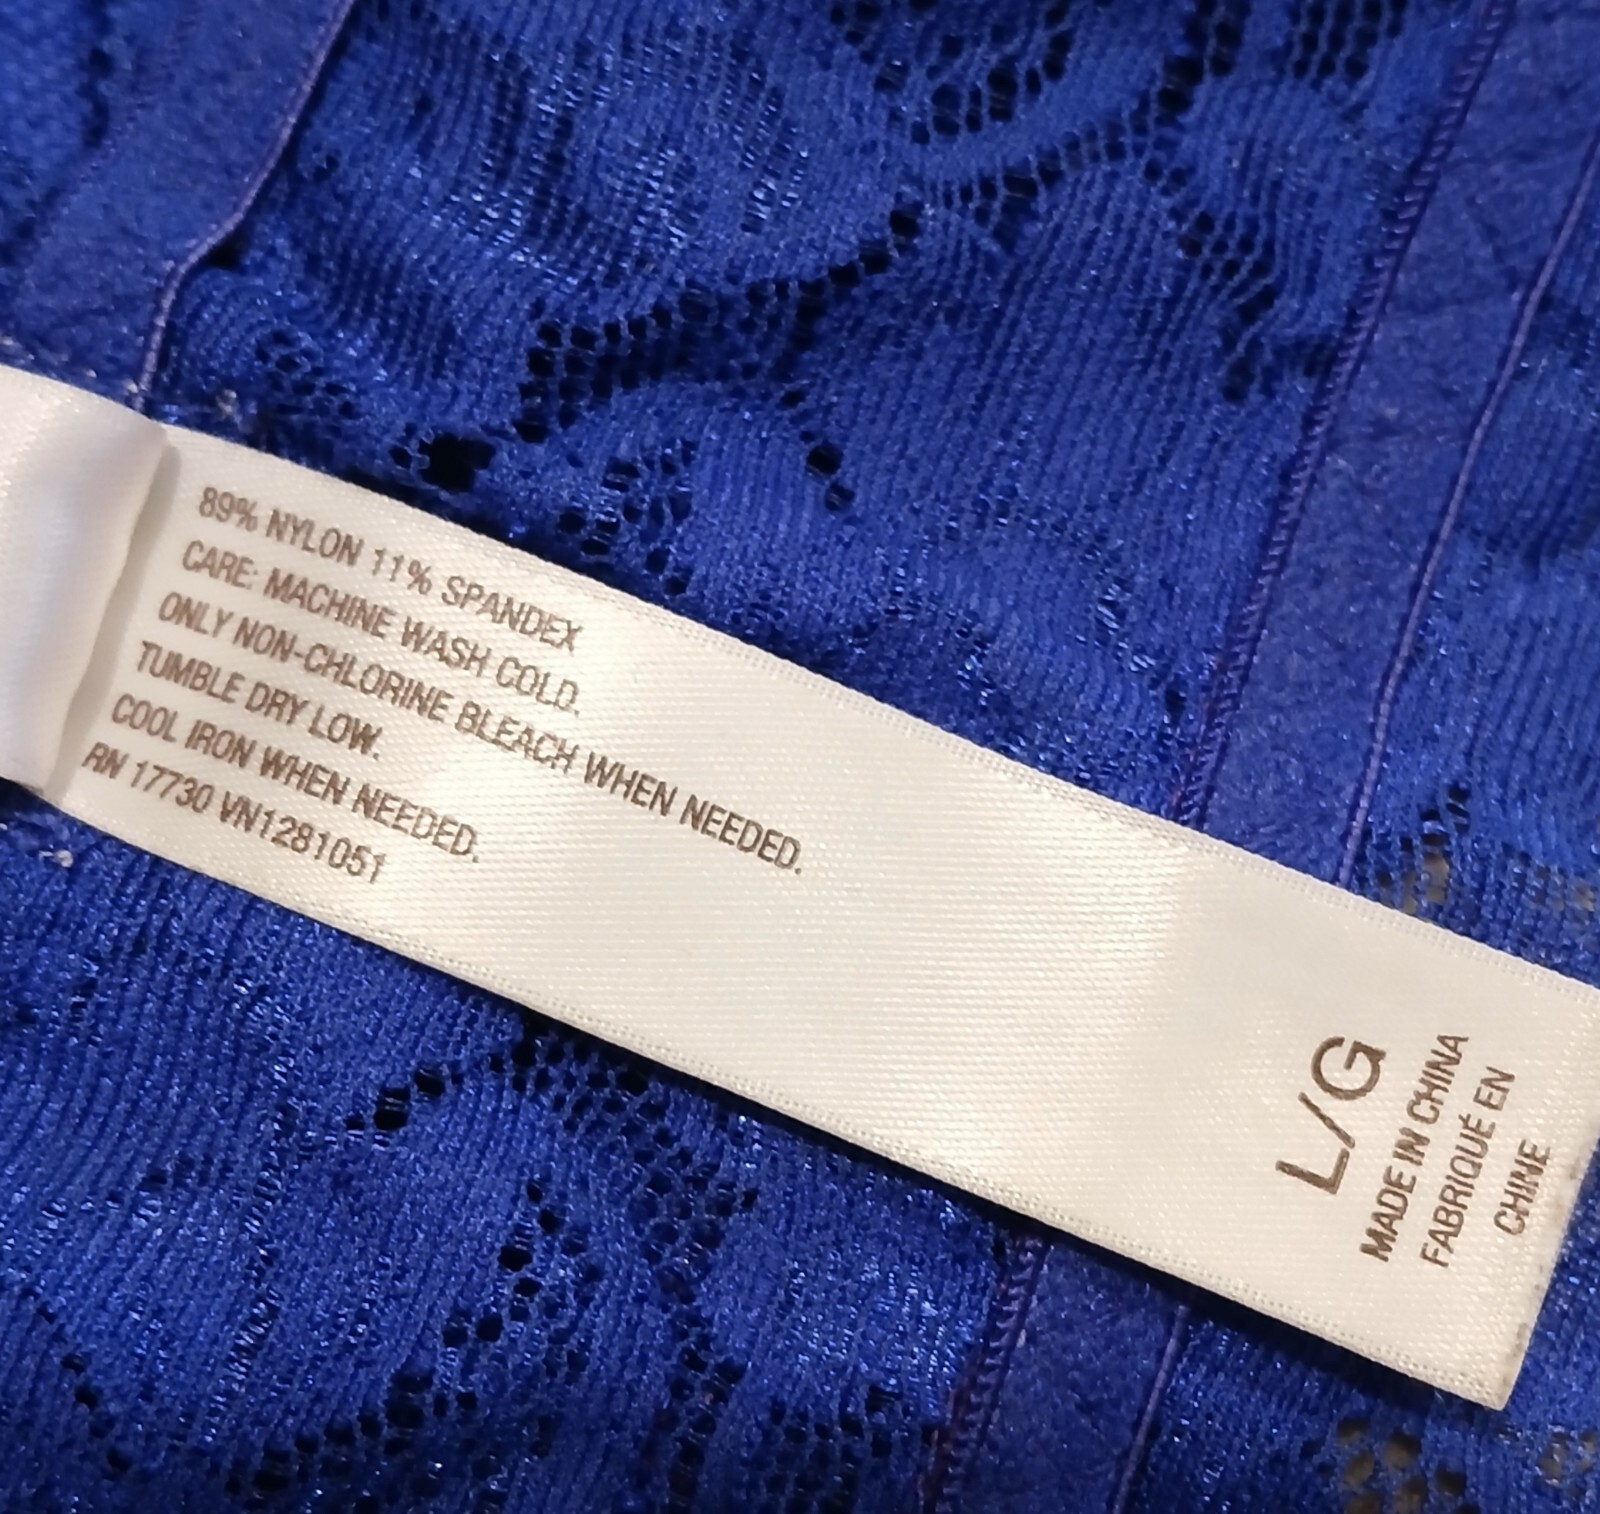 89% NYLON 11% SPANDEX
CARE: MACHINE WASH COLD.
ONLY NON-CHLORINE BLEACH WHEN NEEDED.
TUMBLE DRY LOW.
COOL IRON WHEN NEEDED.
RN 17730 VN1281051
L/G
MADE IN CHINA
FABRIQUÉ EN
CHINE